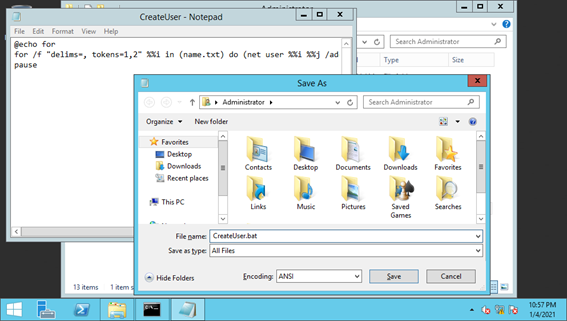 Administrator
CreateUser - Notepad
File Edit Format View Help
@echo for
for /f "delims=, tokens=1,2" %%i in (name.txt) do (net user %%i %%j /ad
pause
Search Administrator
Type
Size
Save As
Administrator
Search Administrator
Organize
New folder
Favorites
Desktop
Downloads
Recent places
This PC
Contacts
Desktop
Documents
Downloads
Favorites
Links
Music
Pictures
Saved
Games
Searches
File name: CreateUser.bat
Save as type: All Files
Hide Folders
Encoding: ANSI
Save
Cancel
13 items
10:57 PM
1/4/2021